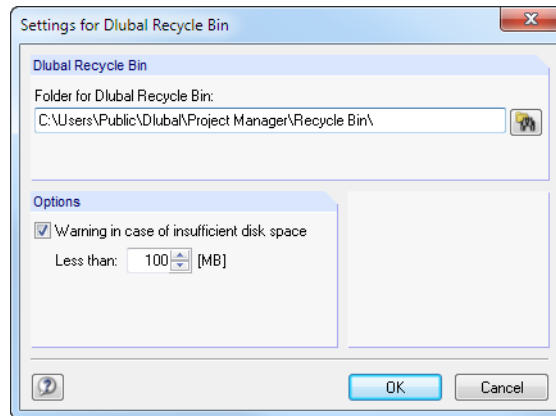 Settings for Dlubal Recycle Bin
Dlubal Recycle Bin
Folder for Dlubal Recycle Bin:
C:\Users\Public\Dlubal\Project Manager\Recycle Bin\
Options
Warning in case of insufficient disk space
Less than: 100 [MB]
OK Cancel